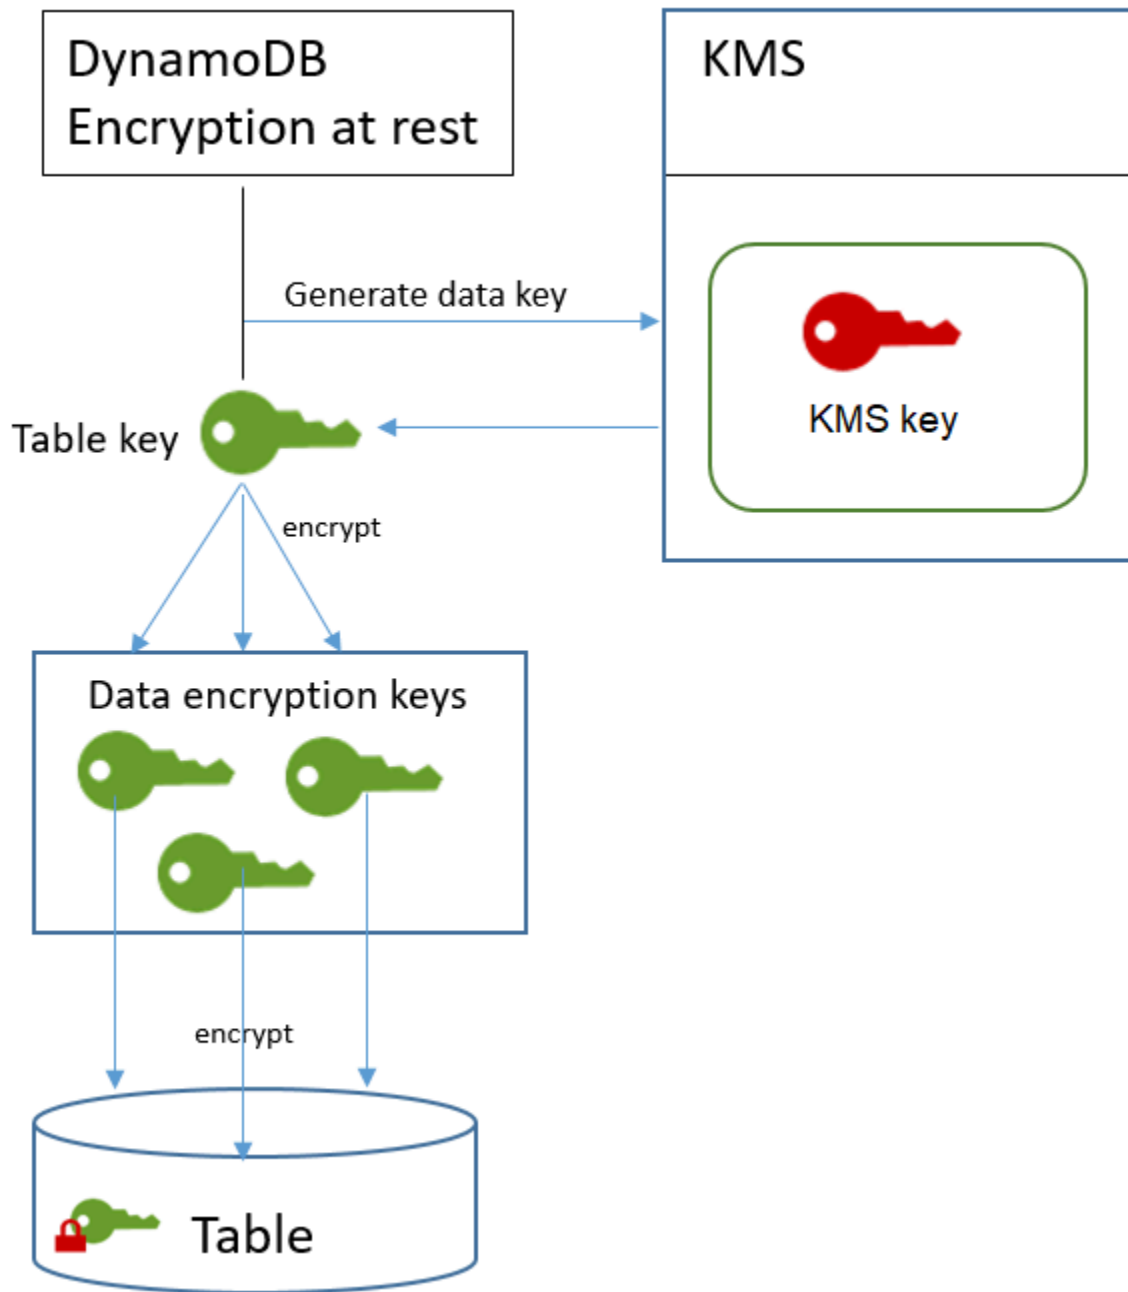 DynamoDB
Encryption at rest
KMS
Generate data key
KMS key
Table key
encrypt
Data encryption keys
encrypt
Table